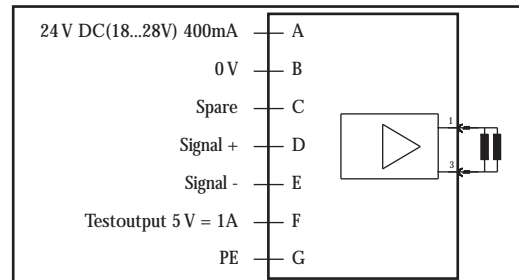 24 V DC(18...28V) 400mA A
0 V B
Spare C
1
Signal + D
3
Signal - E
Testoutput 5 V = 1A F
PE G